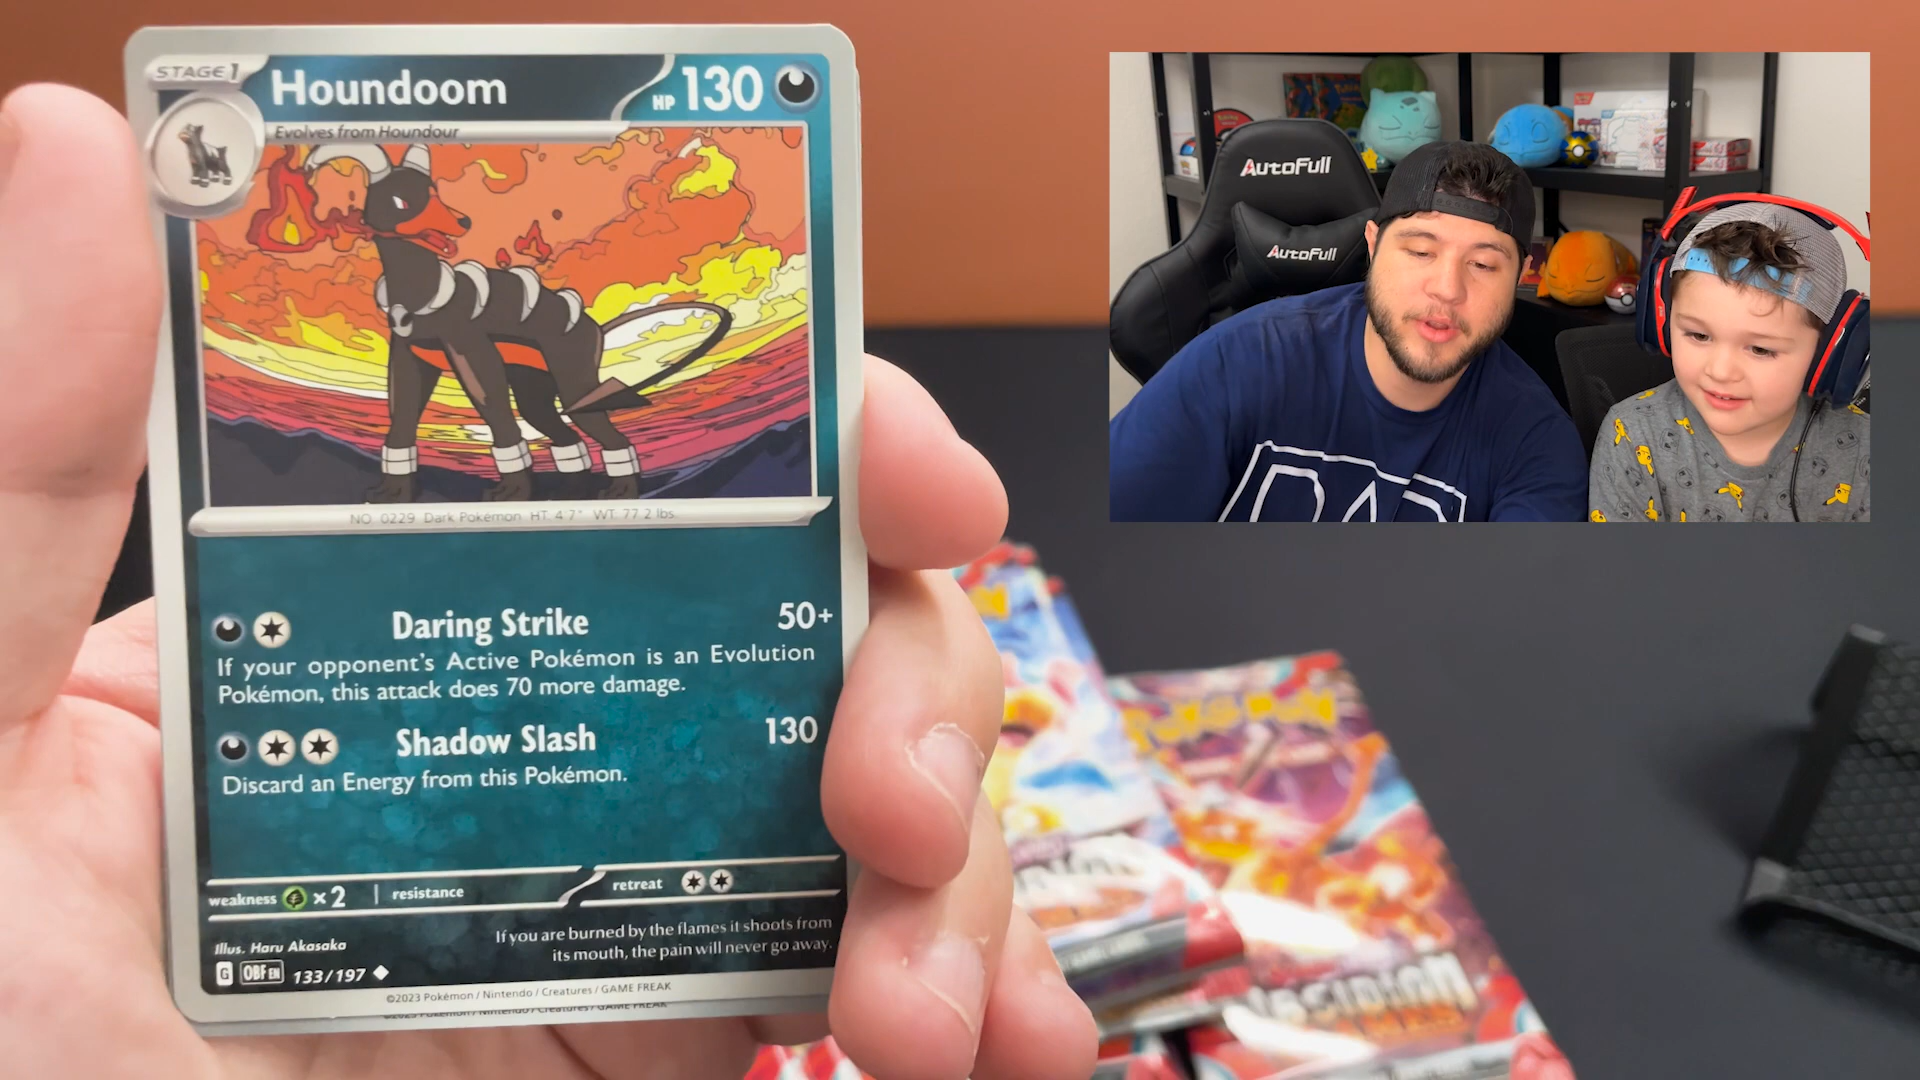 STAGE 1
Houndoom
HP 130
Evolves from Houndour
NO. 0229 Dark Pokémon HT: 4'7" WT: 77.2 lbs.
Daring Strike 50+
If your opponent's Active Pokémon is an Evolution
Pokémon, this attack does 70 more damage.
Shadow Slash 130
Discard an Energy from this Pokémon.
weakness ×2 resistance retreat
Illus. Haru Akasaka
If you are burned by the flames it shoots from
its mouth, the pain will never go away.
G OBF EN 133/197
©2023 Pokémon / Nintendo / Creatures / GAME FREAK
AutoFull
AutoFull
DAD
POKÉMON